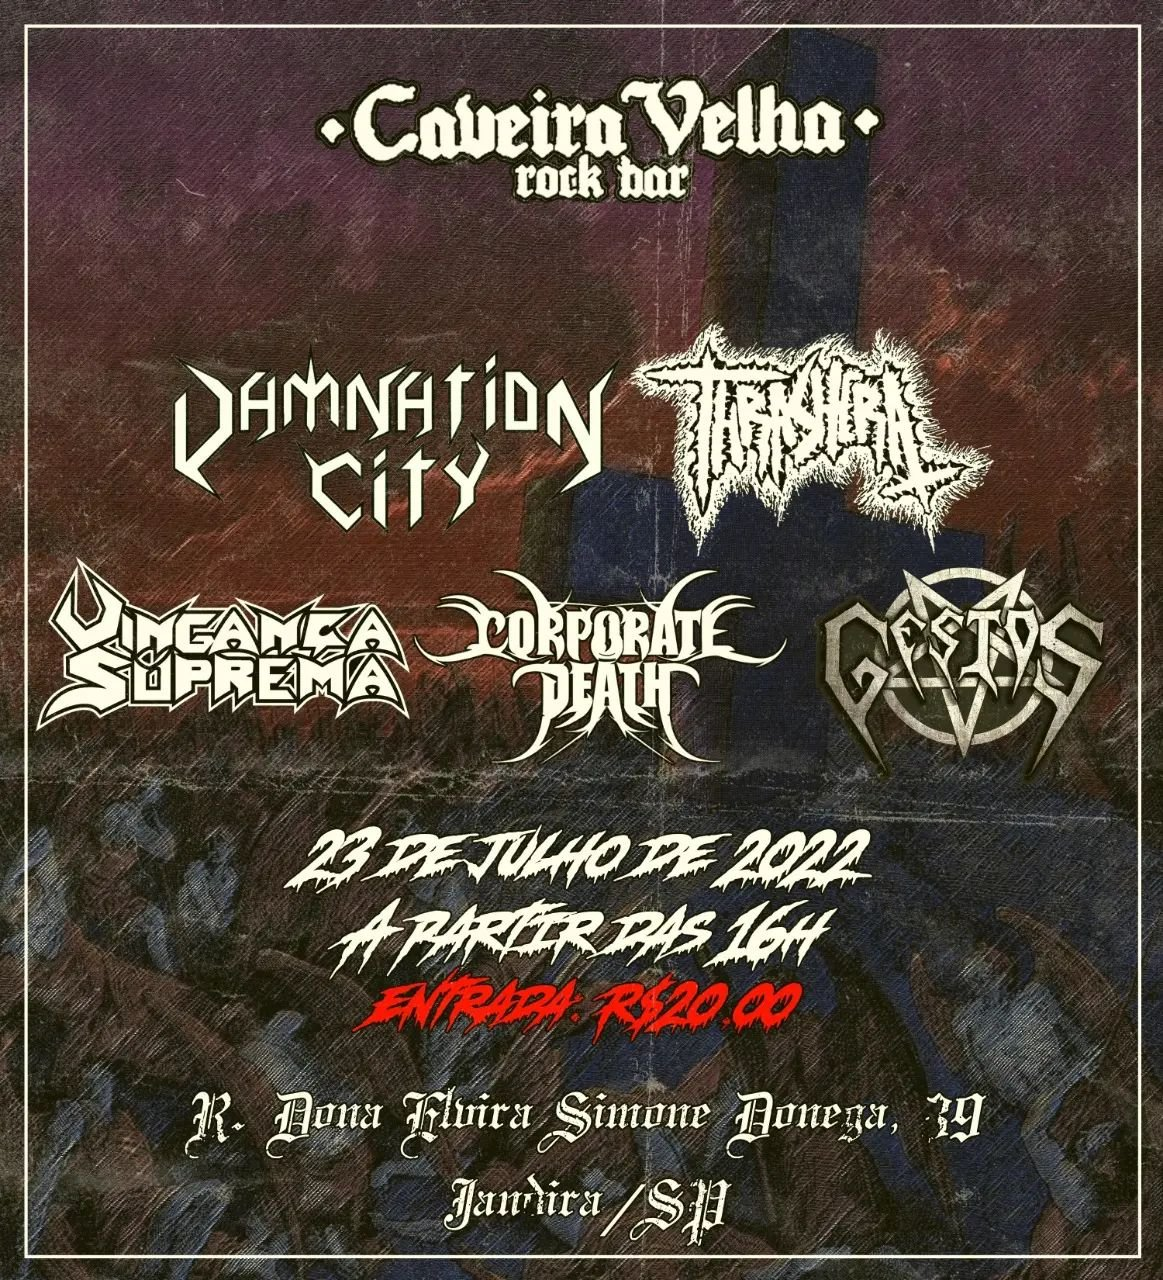 Caveira Velha
rock bar
DAMNATION
CITY
THRASHERA
VINGANÇA
SUPREMA
CORPORATE
DEATH
GESTOS
23 DE JULHO DE 2022
A PARTIR DAS 16H
ENTRADA: R$20.00
R. Dona Elvira Simone Donega, 39
Jandira/SP